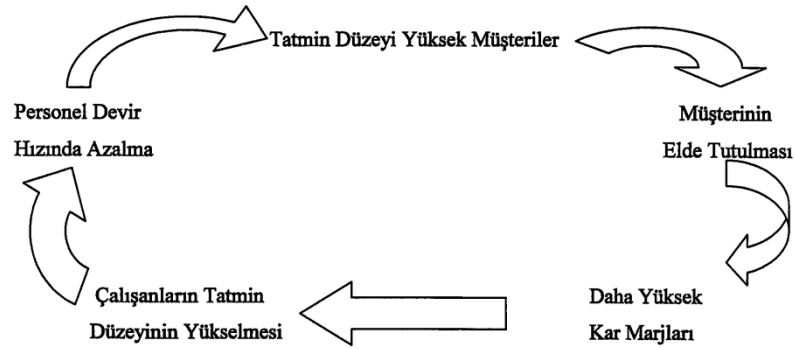 Tatmin Düzeyi Yüksek Müşteriler
Müşterinin
Elde Tutulması
Daha Yüksek
Kar Marjları
Çalışanların Tatmin
Düzeyinin Yükselmesi
Personel Devir
Hızında Azalma